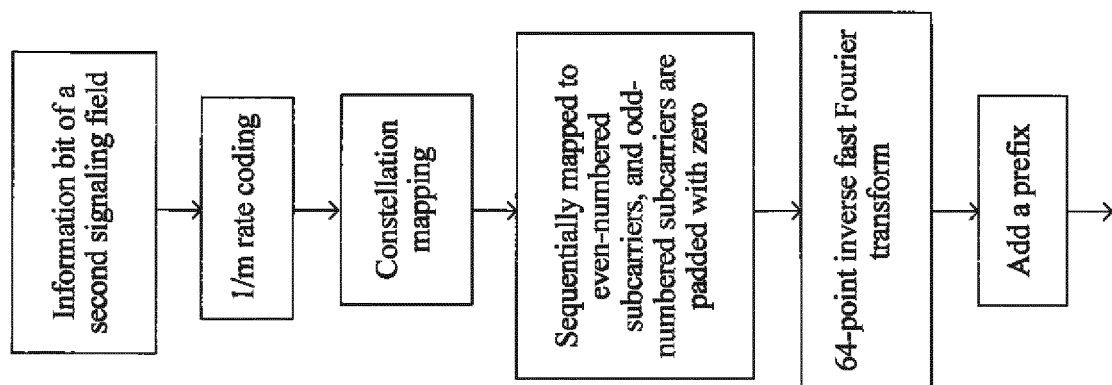 Information bit of a
second signaling field
1/m rate coding
Constellation
mapping
Sequentially mapped to
even-numbered
subcarriers, and odd-
numbered subcarriers are
padded with zero
64-point inverse fast Fourier
transform
Add a prefix